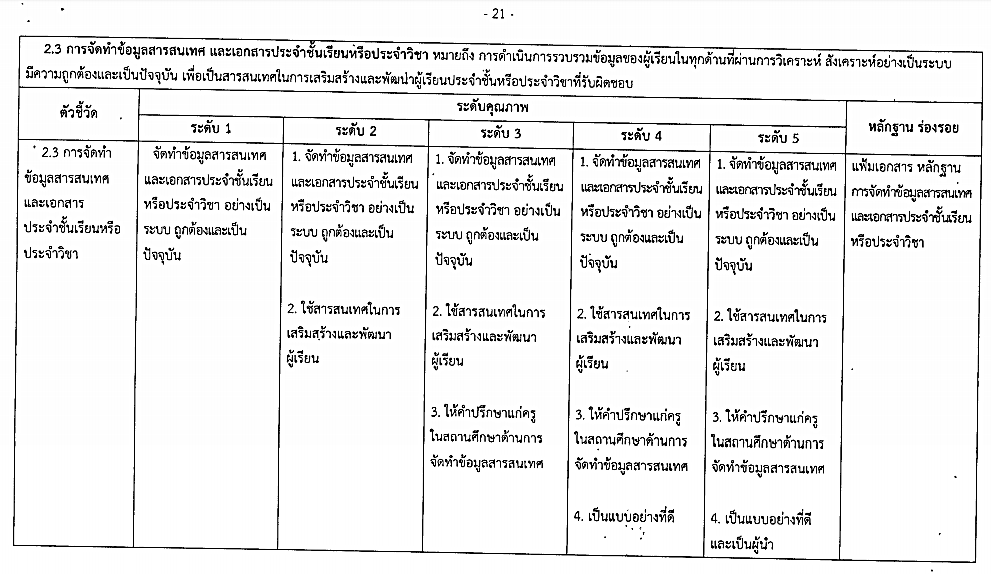 - 21 -
2.3 การจัดทำข้อมูลสารสนเทศ และเอกสารประจำชั้นเรียนหรือประจำวิชา หมายถึง การดำเนินการรวบรวมข้อมูลของผู้เรียนในทุกด้านที่ผ่านการวิเคราะห์ สังเคราะห์อย่างเป็นระบบ
มีความถูกต้องและเป็นปัจจุบัน เพื่อเป็นสารสนเทศในการเสริมสร้างและพัฒนาผู้เรียนประจำชั้นหรือประจำวิชาที่รับผิดชอบ
ตัวชี้วัด
ระดับคุณภาพ
หลักฐาน ร่องรอย
ระดับ 1
ระดับ 2
ระดับ 3
ระดับ 4
ระดับ 5
2.3 การจัดทำ
ข้อมูลสารสนเทศ
และเอกสาร
ประจำชั้นเรียนหรือ
ประจำวิชา
จัดทำข้อมูลสารสนเทศ
และเอกสารประจำชั้นเรียน
หรือประจำวิชา อย่างเป็น
ระบบ ถูกต้องและเป็น
ปัจจุบัน
1. จัดทำข้อมูลสารสนเทศ
และเอกสารประจำชั้นเรียน
หรือประจำวิชา อย่างเป็น
ระบบ ถูกต้องและเป็น
ปัจจุบัน
2. ใช้สารสนเทศในการ
เสริมสร้างและพัฒนา
ผู้เรียน
1. จัดทำข้อมูลสารสนเทศ
และเอกสารประจำชั้นเรียน
หรือประจำวิชา อย่างเป็น
ระบบ ถูกต้องและเป็น
ปัจจุบัน
2. ใช้สารสนเทศในการ
เสริมสร้างและพัฒนา
ผู้เรียน
3. ให้คำปรึกษาแก่ครู
ในสถานศึกษาด้านการ
จัดทำข้อมูลสารสนเทศ
1. จัดทำข้อมูลสารสนเทศ
และเอกสารประจำชั้นเรียน
หรือประจำวิชา อย่างเป็น
ระบบ ถูกต้องและเป็น
ปัจจุบัน
2. ใช้สารสนเทศในการ
เสริมสร้างและพัฒนา
ผู้เรียน
3. ให้คำปรึกษาแก่ครู
ในสถานศึกษาด้านการ
จัดทำข้อมูลสารสนเทศ
4. เป็นแบบอย่างที่ดี
1. จัดทำข้อมูลสารสนเทศ
และเอกสารประจำชั้นเรียน
หรือประจำวิชา อย่างเป็น
ระบบ ถูกต้องและเป็น
ปัจจุบัน
2. ใช้สารสนเทศในการ
เสริมสร้างและพัฒนา
ผู้เรียน
3. ให้คำปรึกษาแก่ครู
ในสถานศึกษาด้านการ
จัดทำข้อมูลสารสนเทศ
4. เป็นแบบอย่างที่ดี
และเป็นผู้นำ
แฟ้มเอกสาร หลักฐาน
การจัดทำข้อมูลสารสนเทศ
และเอกสารประจำชั้นเรียน
หรือประจำวิชา